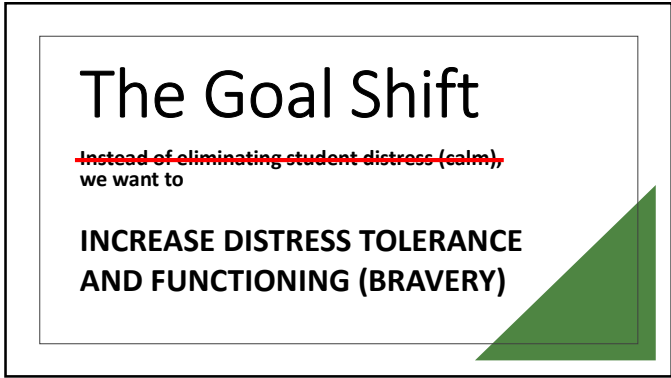 The Goal Shift
Instead of eliminating student distress (calm),
we want to
INCREASE DISTRESS TOLERANCE
AND FUNCTIONING (BRAVERY)